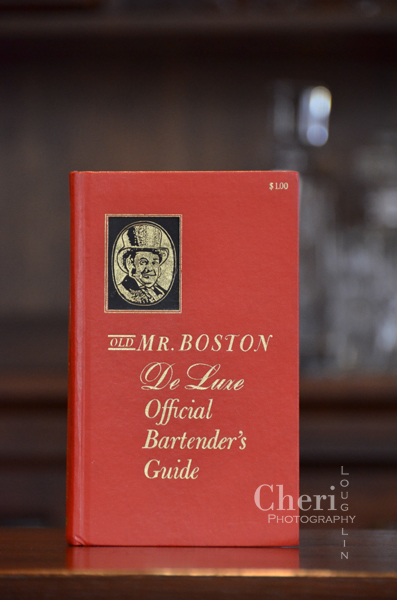 $1.00
OLD MR. BOSTON
De Luxe
Official
Bartender's
Guide
Cheri
LOUGHLIN
PHOTOGRAPHY